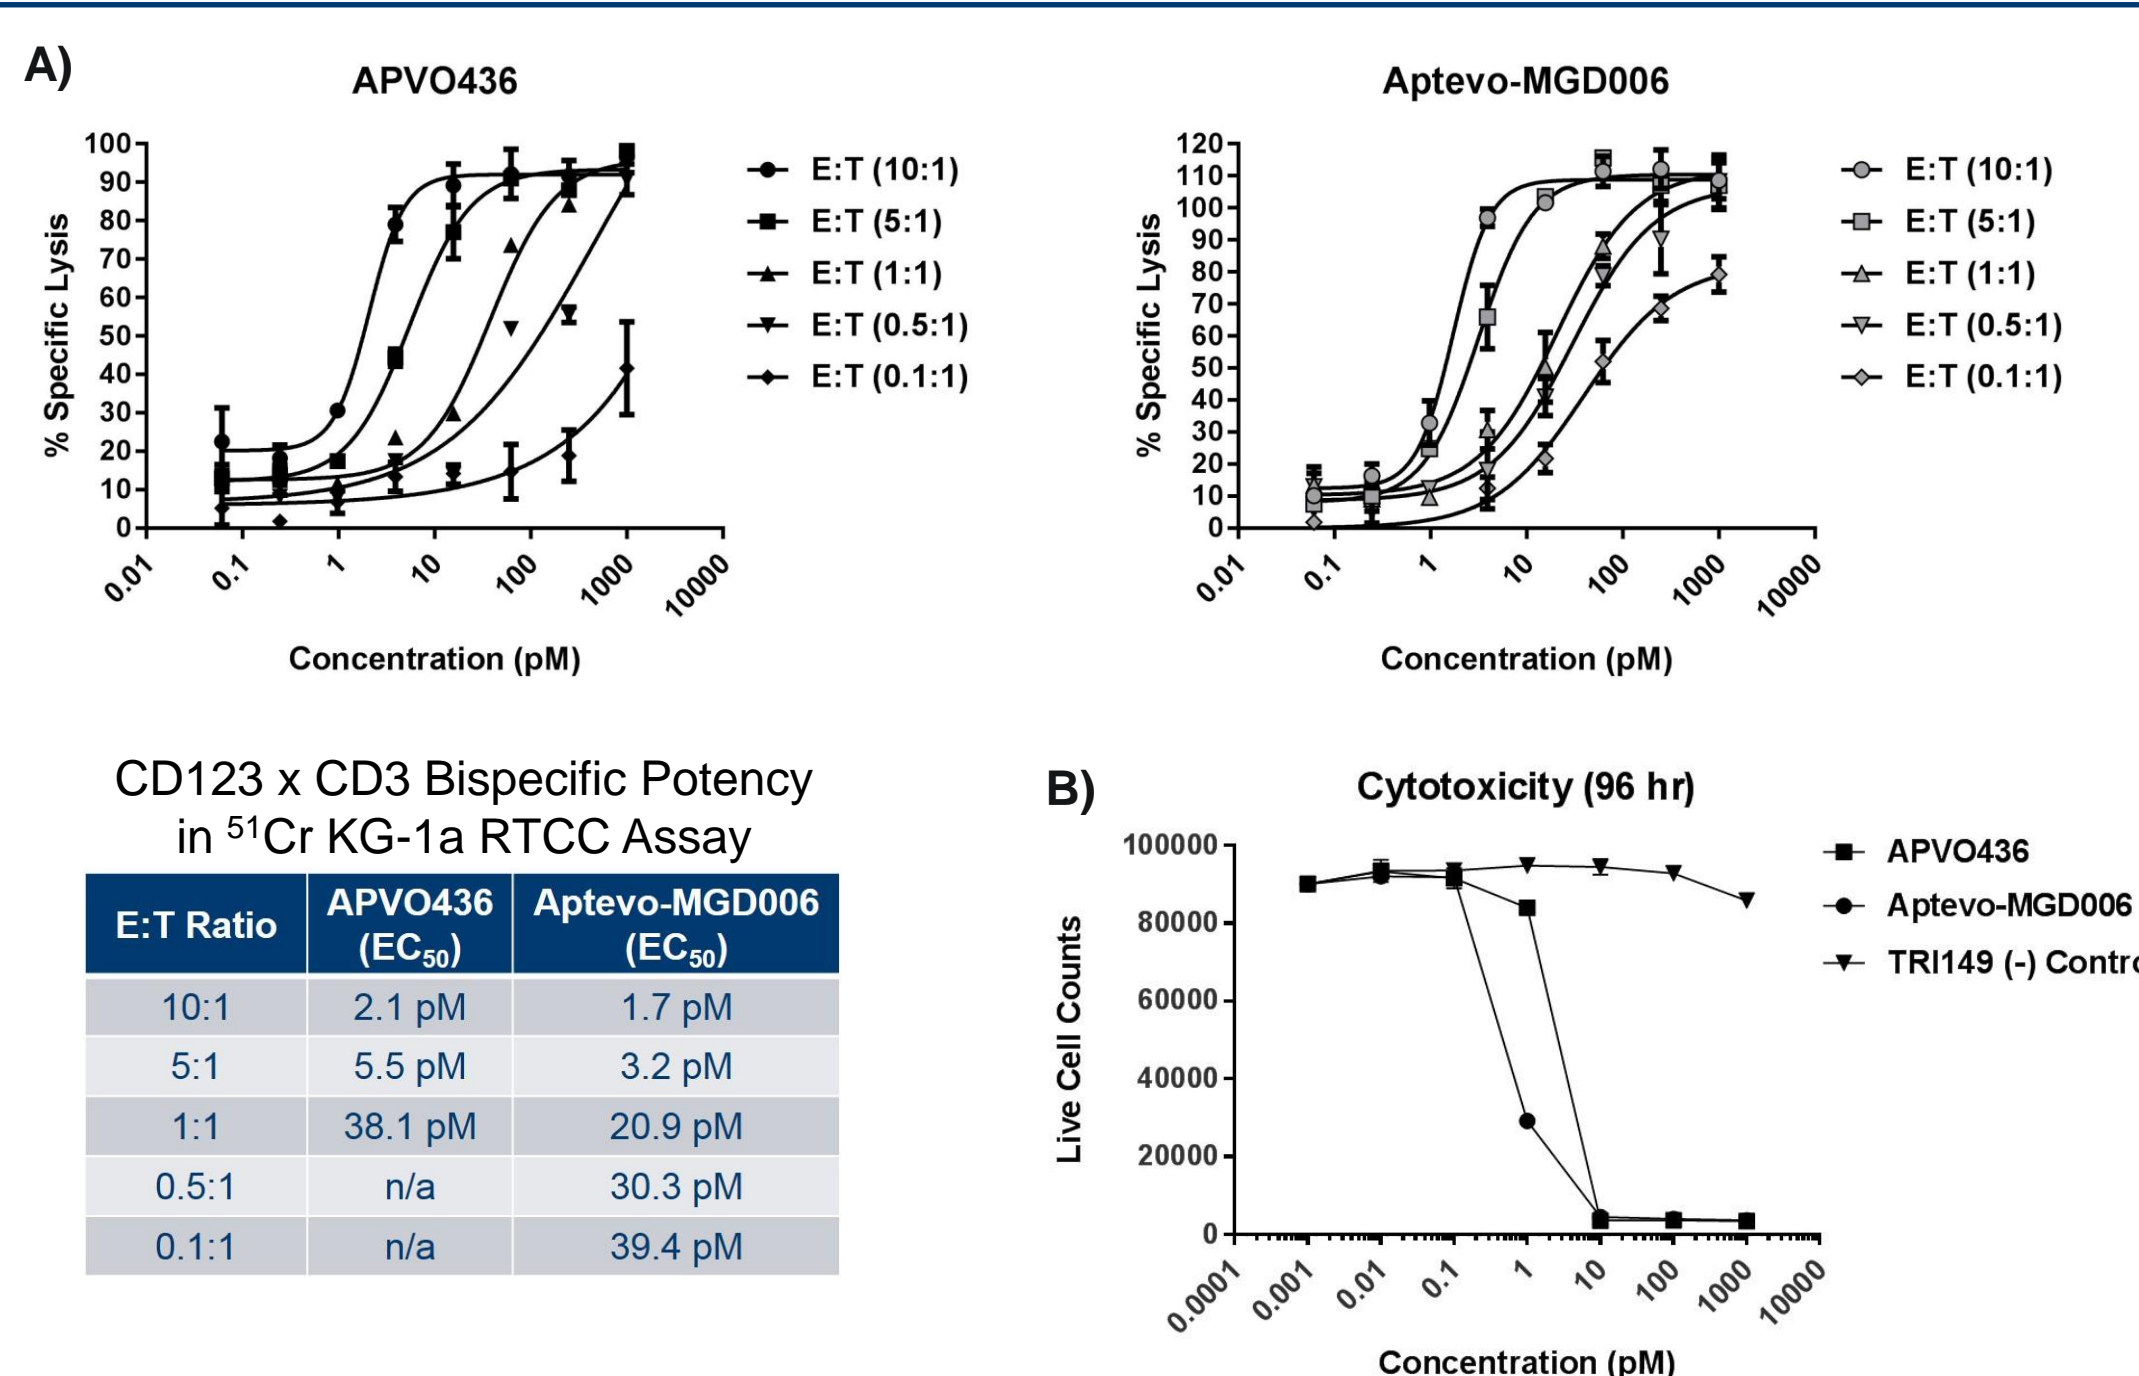 A)
APVO436
% Specific Lysis
100
90
80
70
60
50
40
30
20
10
0
0.01
0.1
1
10
100
1000
10000
Concentration (pM)
E:T (10:1)
E:T (5:1)
E:T (1:1)
E:T (0.5:1)
E:T (0.1:1)
Aptevo-MGD006
% Specific Lysis
120
110
100
90
80
70
60
50
40
30
20
10
0
0.01
0.1
1
10
100
1000
10000
Concentration (pM)
E:T (10:1)
E:T (5:1)
E:T (1:1)
E:T (0.5:1)
E:T (0.1:1)
CD123 x CD3 Bispecific Potency
in ⁵¹Cr KG-1a RTCC Assay
E:T Ratio APVO436 (EC₅₀) Aptevo-MGD006 (EC₅₀)
10:1 2.1 pM 1.7 pM
5:1 5.5 pM 3.2 pM
1:1 38.1 pM 20.9 pM
0.5:1 n/a 30.3 pM
0.1:1 n/a 39.4 pM
B)
Cytotoxicity (96 hr)
Live Cell Counts
100000
80000
60000
40000
20000
0
0.0001
0.001
0.01
0.1
1
10
100
1000
10000
Concentration (pM)
APVO436
Aptevo-MGD006
TRI149 (-)